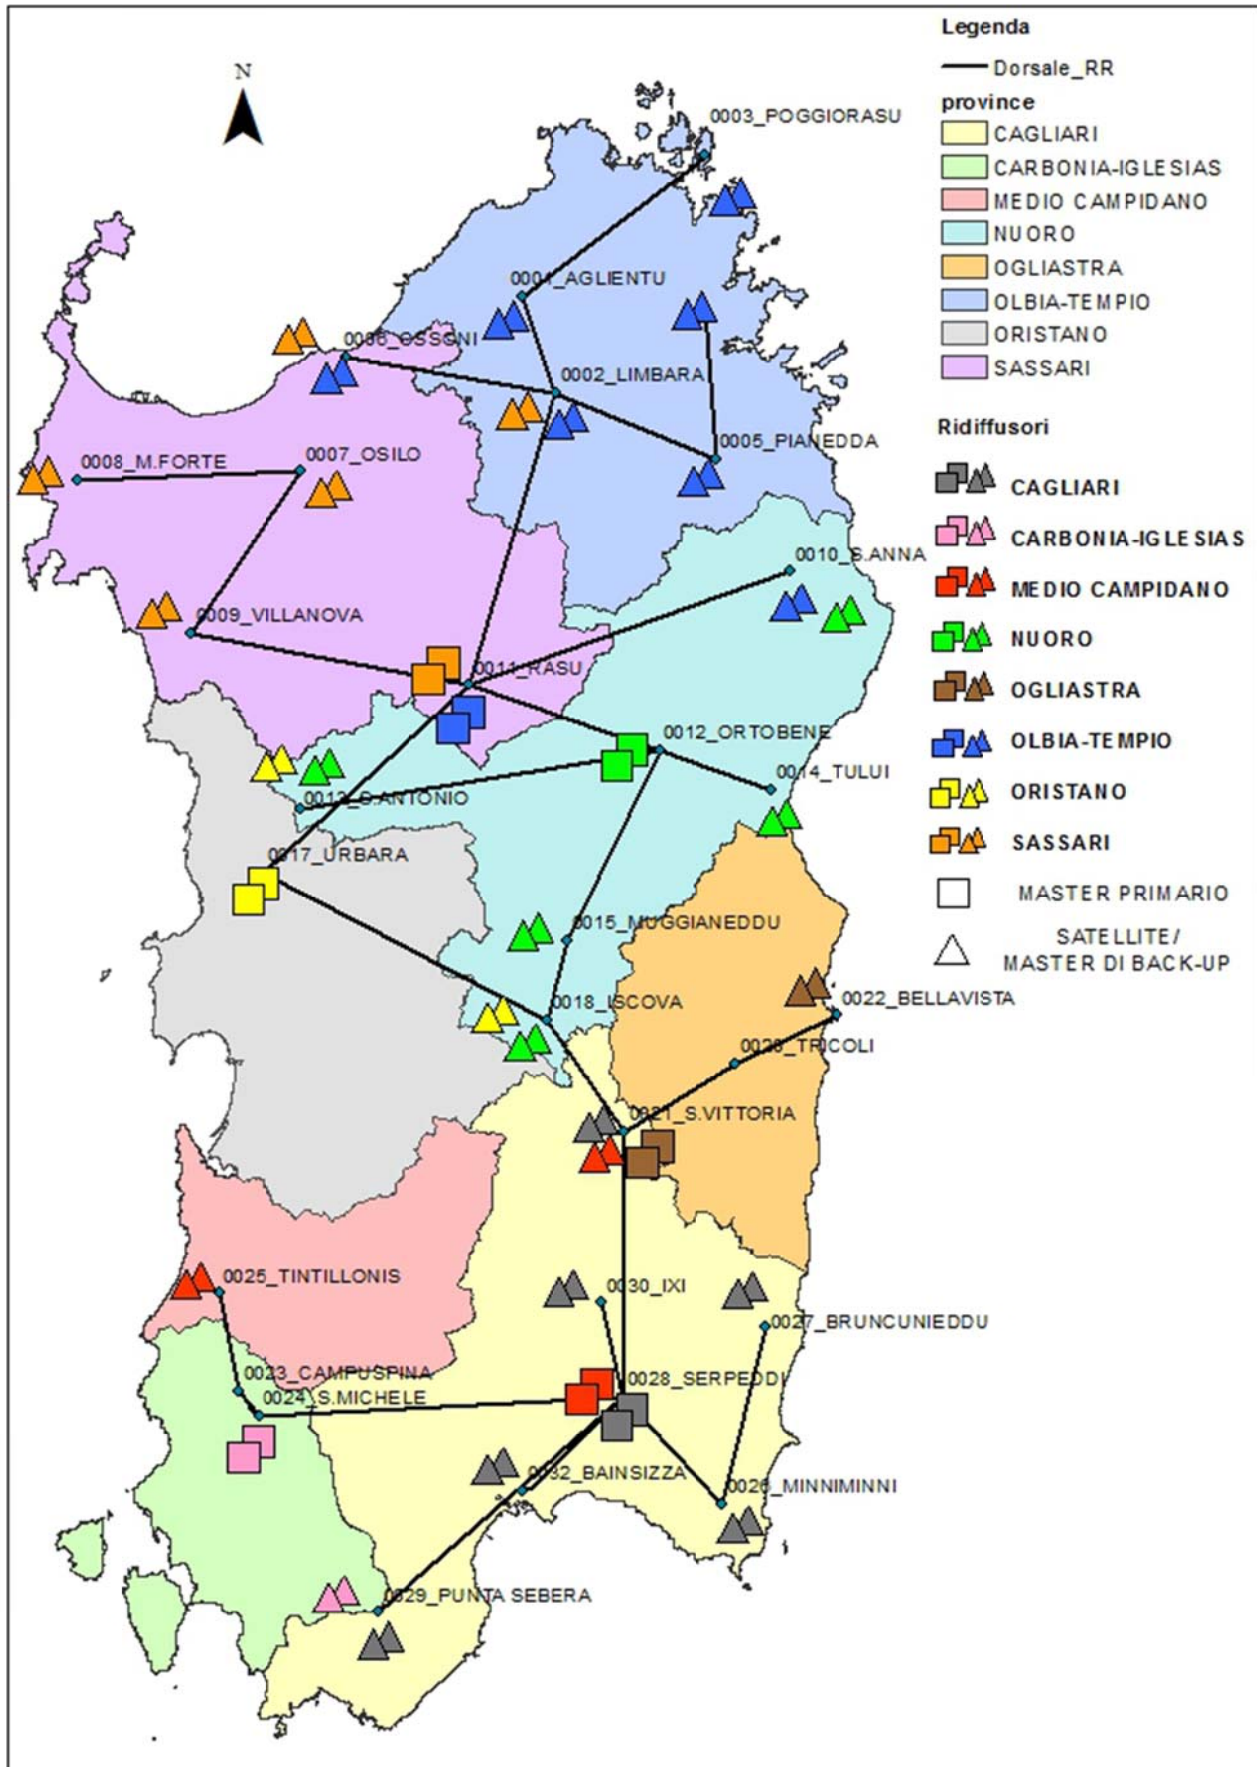 Legenda
Dorsale_RR
province
CAGLIARI
CARBONIA-IGLESIAS
MEDIO CAMPIDANO
NUORO
OGLIASTRA
OLBIA-TEMPIO
ORISTANO
SASSARI
Ridiffusori
CAGLIARI
CARBONIA-IGLESIAS
MEDIO CAMPIDANO
NUORO
OGLIASTRA
OLBIA-TEMPIO
ORISTANO
SASSARI
MASTER PRIMARIO
SATELLITE/
MASTER DI BACK-UP
N
0003_POGGIORASU
0001_AGLIENTU
0006_OSSONI
0002_LIMBARA
0005_PIANEDDA
0007_OSILO
0008_M.FORTE
0010_S.ANNA
0009_VILLANOVA
0011_RASU
0012_ORTOBENE
0014_TULUI
0013_S.ANTONIO
0017_URBARA
0015_MUGGIANEDDU
0018_ISCOVA
0022_BELLAVISTA
0020_TRICOLI
0021_S.VITTORIA
0025_TINTILLONIS
0030_IXI
0027_BRUNCUNIEDDU
0023_CAMPUSPINA
0028_SERPEDDI
0024_S.MICHELE
0032_BAINSIZZA
0026_MINNIMINNI
0029_PUNTA SEBERA